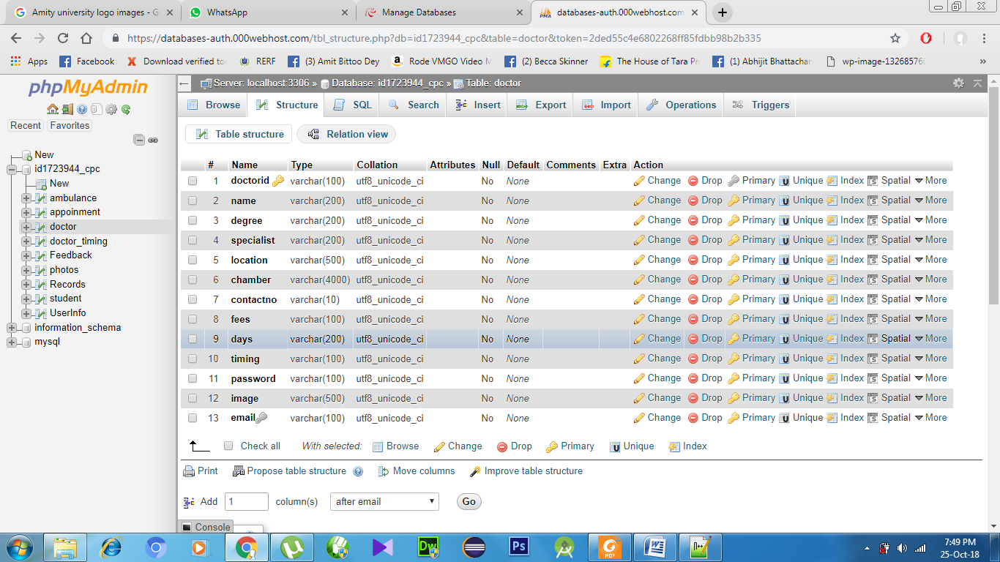 Amity university logo images - G
WhatsApp
Manage Databases
databases-auth.000webhost.com
https://databases-auth.000webhost.com/tbl_structure.php?db=id1723944_cpc&table=doctor&token=2ded55c4e6802268ff85fdbb98b2b335
Apps Facebook Download verified to (3) Amit Bittoo Dey Rode VMGO Video M (2) Becca Skinner The House of Tara Pr (1) Abhijit Bhattachar wp-image-13268576 »
phpMyAdmin
Recent Favorites
New
id1723944_cpc
New
ambulance
appoinment
doctor
doctor_timing
Feedback
photos
Records
student
UserInfo
information_schema
mysql
Server: localhost:3306 » Database: id1723944_cpc » Table: doctor
Browse Structure SQL Search Insert Export Import Operations Triggers
Table structure Relation view
# Name Type Collation Attributes Null Default Comments Extra Action
1 doctorid varchar(100) utf8_unicode_ci No None Change Drop Primary Unique Index Spatial More
2 name varchar(200) utf8_unicode_ci No None Change Drop Primary Unique Index Spatial More
3 degree varchar(200) utf8_unicode_ci No None Change Drop Primary Unique Index Spatial More
4 specialist varchar(200) utf8_unicode_ci No None Change Drop Primary Unique Index Spatial More
5 location varchar(500) utf8_unicode_ci No None Change Drop Primary Unique Index Spatial More
6 chamber varchar(4000) utf8_unicode_ci No None Change Drop Primary Unique Index Spatial More
7 contactno varchar(10) utf8_unicode_ci No None Change Drop Primary Unique Index Spatial More
8 fees varchar(100) utf8_unicode_ci No None Change Drop Primary Unique Index Spatial More
9 days varchar(200) utf8_unicode_ci No None Change Drop Primary Unique Index Spatial More
10 timing varchar(100) utf8_unicode_ci No None Change Drop Primary Unique Index Spatial More
11 password varchar(100) utf8_unicode_ci No None Change Drop Primary Unique Index Spatial More
12 image varchar(500) utf8_unicode_ci No None Change Drop Primary Unique Index Spatial More
13 email varchar(100) utf8_unicode_ci No None Change Drop Primary Unique Index Spatial More
Check all With selected: Browse Change Drop Primary Unique Index
Print Propose table structure Move columns Improve table structure
Add 1 column(s) after email Go
Console
7:49 PM
25-Oct-18